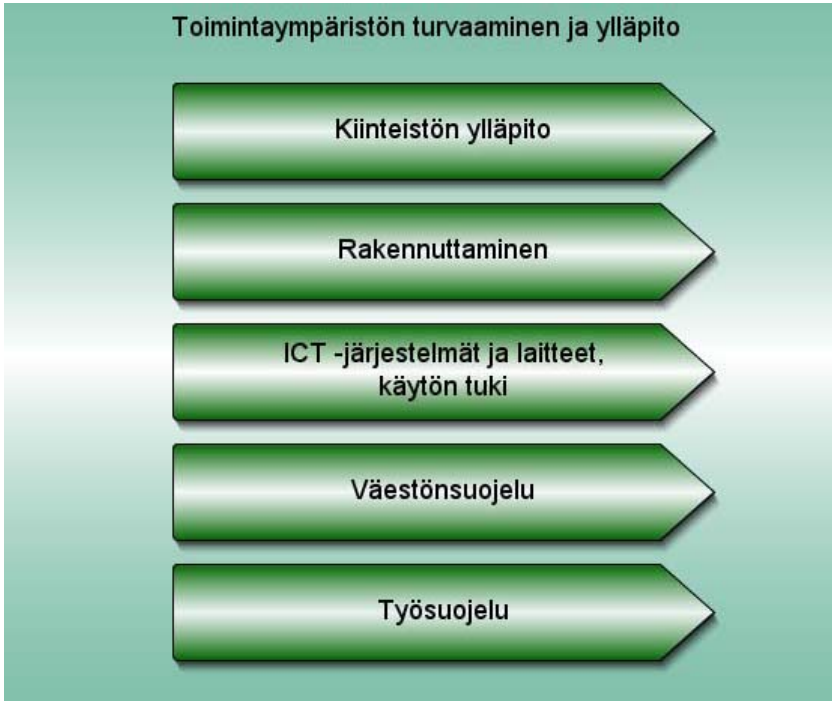 Toimintaympäristön turvaaminen ja ylläpito
Kiinteistön ylläpito
Rakennuttaminen
ICT -järjestelmät ja laitteet,
käytön tuki
Väestönsuojelu
Työsuojelu